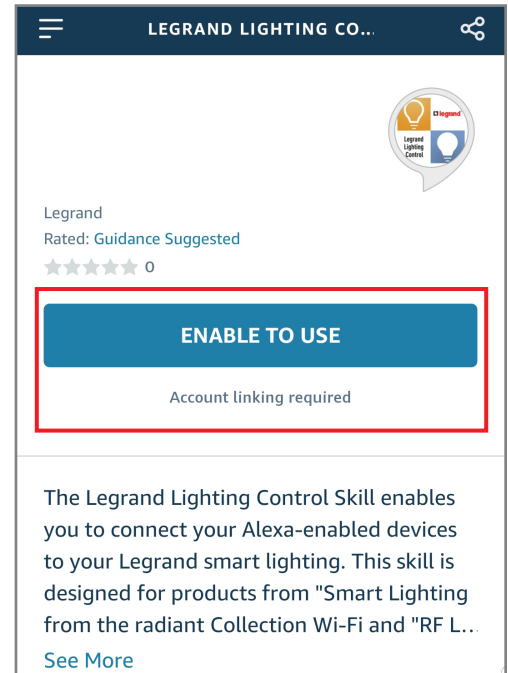 LEGRAND LIGHTING CO...
legrand
Legrand
Lighting
Control
Legrand
Rated: Guidance Suggested
0
ENABLE TO USE
Account linking required
The Legrand Lighting Control Skill enables
you to connect your Alexa-enabled devices
to your Legrand smart lighting. This skill is
designed for products from "Smart Lighting
from the radiant Collection Wi-Fi and "RF L...
See More